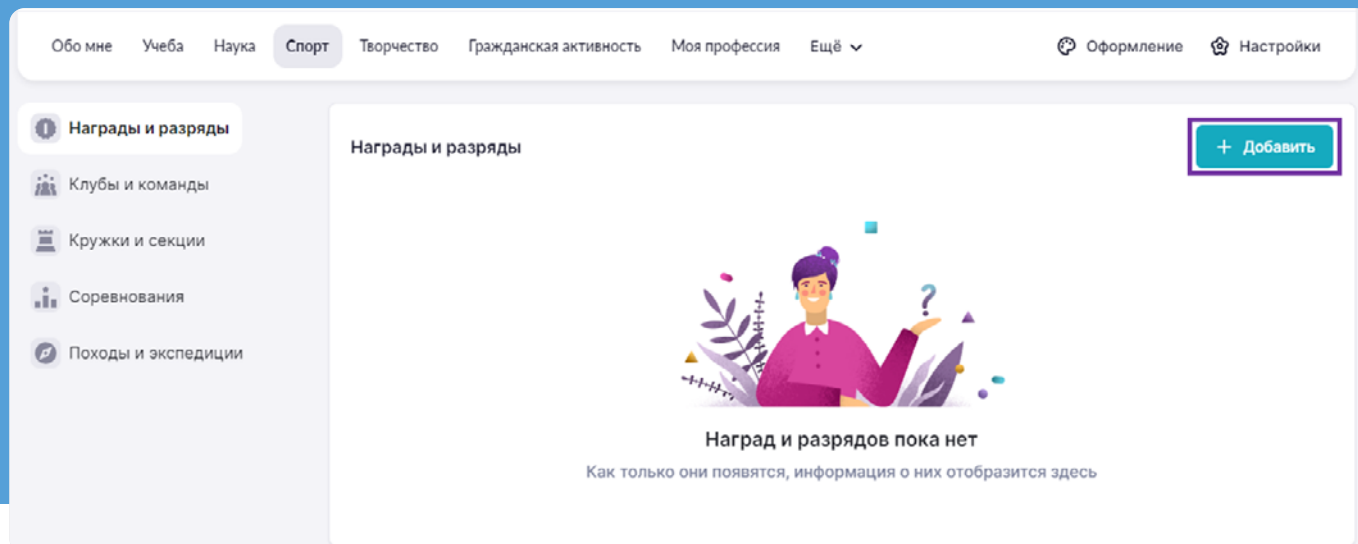 Обо мне Учеба Наука Спорт Творчество Гражданская активность Моя профессия Ещё Оформление Настройки
Награды и разряды
Клубы и команды
Кружки и секции
Соревнования
Походы и экспедиции
Награды и разряды
+ Добавить
?
Наград и разрядов пока нет
Как только они появятся, информация о них отобразится здесь